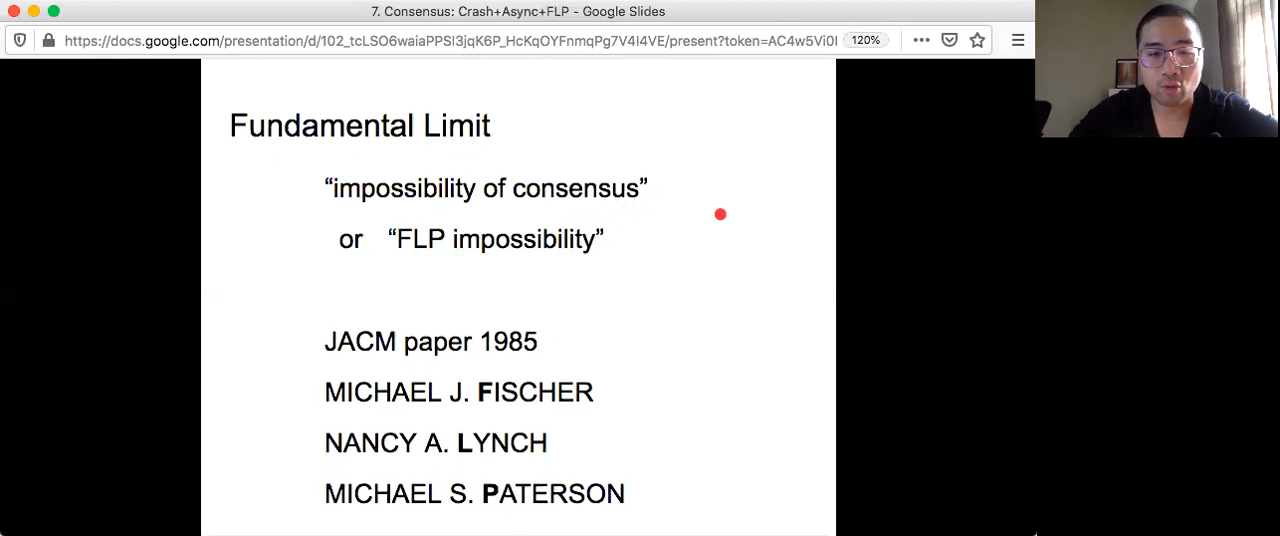 7. Consensus: Crash+Async+FLP - Google Slides
https://docs.google.com/presentation/d/102_tcLSO6waiaPPSI3jqK6P_HcKqOYFnmqPg7V4I4VE/present?token=AC4w5Vi0I
120%
Fundamental Limit
“impossibility of consensus”
or “FLP impossibility”
JACM paper 1985
MICHAEL J. FISCHER
NANCY A. LYNCH
MICHAEL S. PATERSON